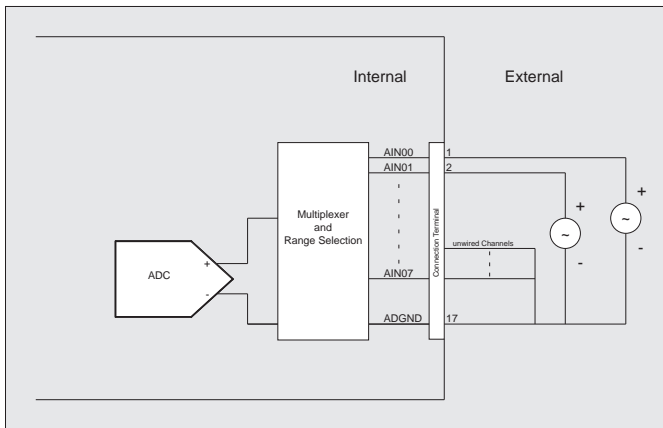 Internal
External
AIN00
1
AIN01
2
+
+
Multiplexer
and
Range Selection
Connection Terminal
~
~
unwired Channels
-
-
ADC
+
-
AIN07
ADGND
17